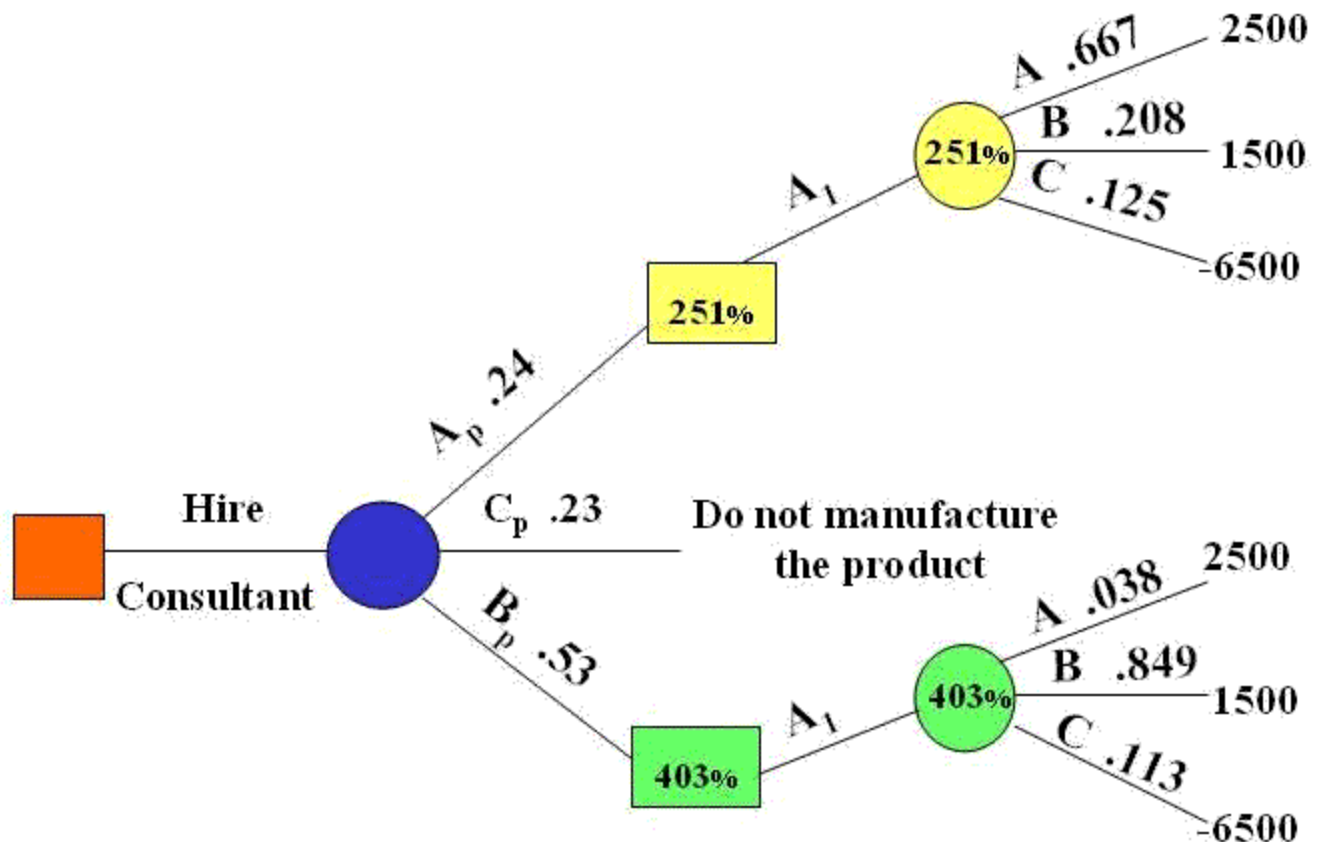 A .667 2500
B .208 1500
C .125 -6500
251%
A1
251%
Ap .24
Hire
Consultant
Cp .23
Do not manufacture
the product
Bp .53
403%
A1
403%
A .038 2500
B .849 1500
C .113 -6500